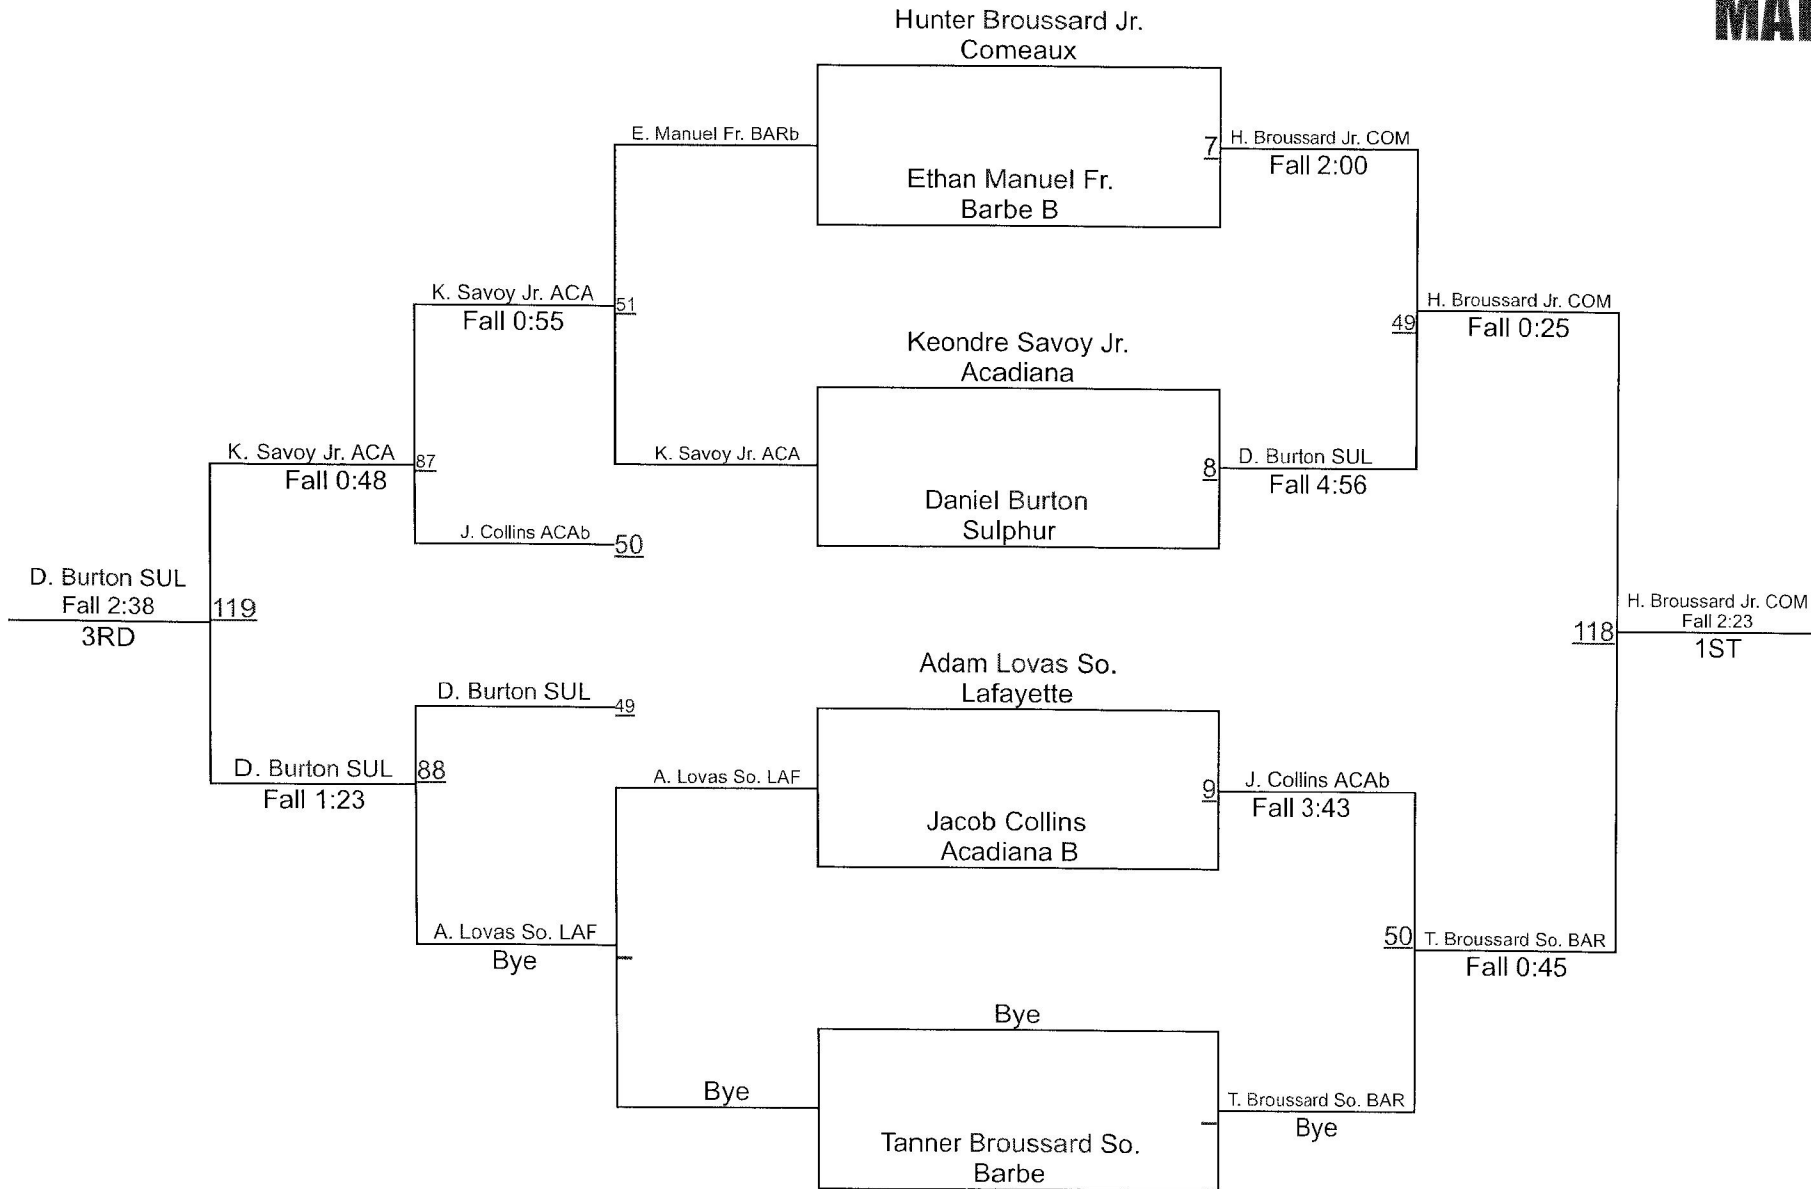 Hunter Broussard Jr.
Comeaux
E. Manuel Fr. BARb
7
H. Broussard Jr. COM
Fall 2:00
Ethan Manuel Fr.
Barbe B
K. Savoy Jr. ACA
Fall 0:55
51
H. Broussard Jr. COM
Fall 0:25
49
Keondre Savoy Jr.
Acadiana
K. Savoy Jr. ACA
Fall 0:48
87
K. Savoy Jr. ACA
8
D. Burton SUL
Fall 4:56
Daniel Burton
Sulphur
J. Collins ACAb
50
D. Burton SUL
Fall 2:38
3RD
119
H. Broussard Jr. COM
Fall 2:23
1ST
118
Adam Lovas So.
Lafayette
D. Burton SUL
49
D. Burton SUL
Fall 1:23
88
A. Lovas So. LAF
9
J. Collins ACAb
Fall 3:43
Jacob Collins
Acadiana B
A. Lovas So. LAF
Bye
50
T. Broussard So. BAR
Fall 0:45
Bye
Bye
T. Broussard So. BAR
Bye
Tanner Broussard So.
Barbe